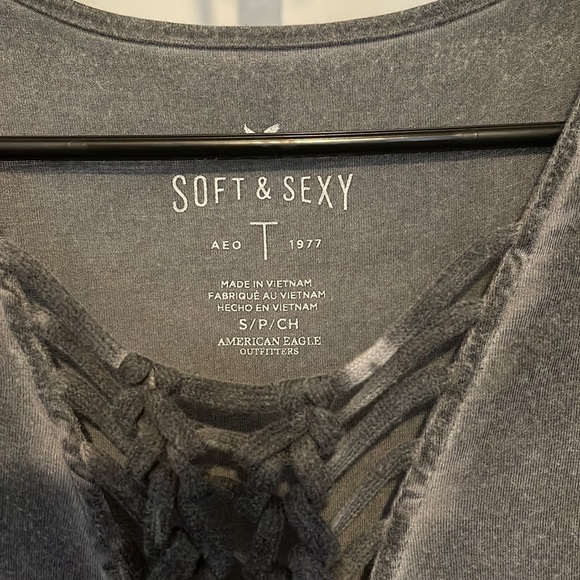 SOFT & SEXY
AEO T 1977
MADE IN VIETNAM
FABRIQUÉ AU VIETNAM
HECHO EN VIETNAM
S/P/CH
AMERICAN EAGLE
OUTFITTERS